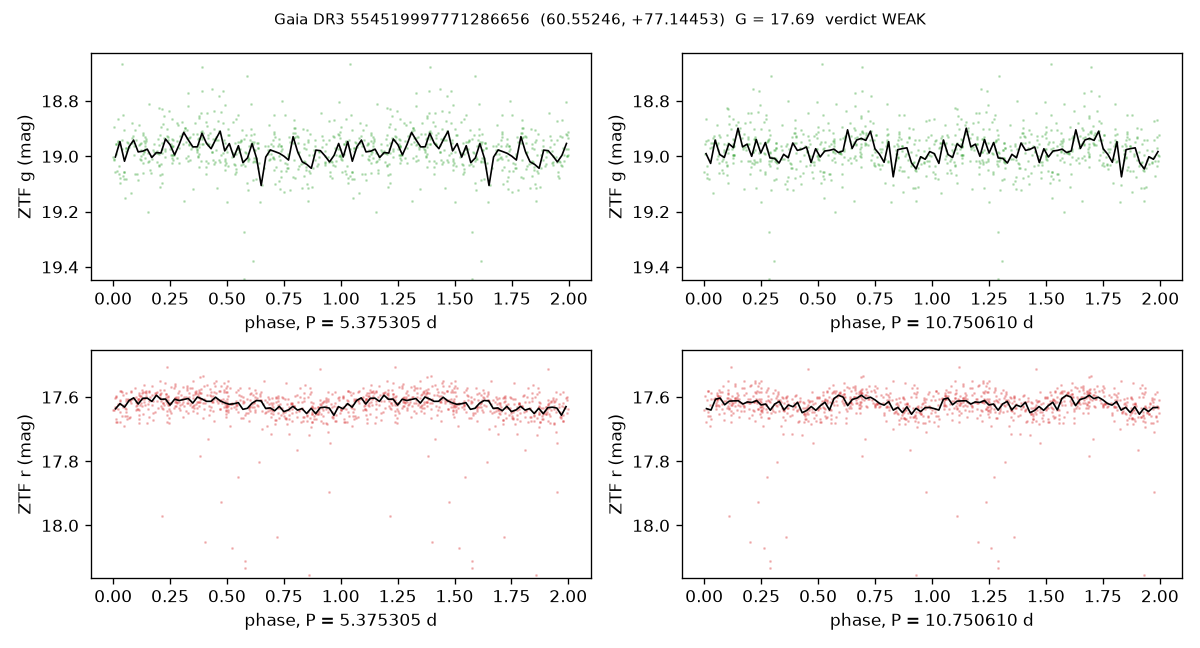 Gaia DR3 554519997771286656  (60.55246, +77.14453)  G = 17.69  verdict WEAK
ZTF g (mag)
18.8
19.0
19.2
19.4
0.00 0.25 0.50 0.75 1.00 1.25 1.50 1.75 2.00
phase, P = 5.375305 d
ZTF g (mag)
18.8
19.0
19.2
19.4
0.00 0.25 0.50 0.75 1.00 1.25 1.50 1.75 2.00
phase, P = 10.750610 d
ZTF r (mag)
17.6
17.8
18.0
0.00 0.25 0.50 0.75 1.00 1.25 1.50 1.75 2.00
phase, P = 5.375305 d
ZTF r (mag)
17.6
17.8
18.0
0.00 0.25 0.50 0.75 1.00 1.25 1.50 1.75 2.00
phase, P = 10.750610 d